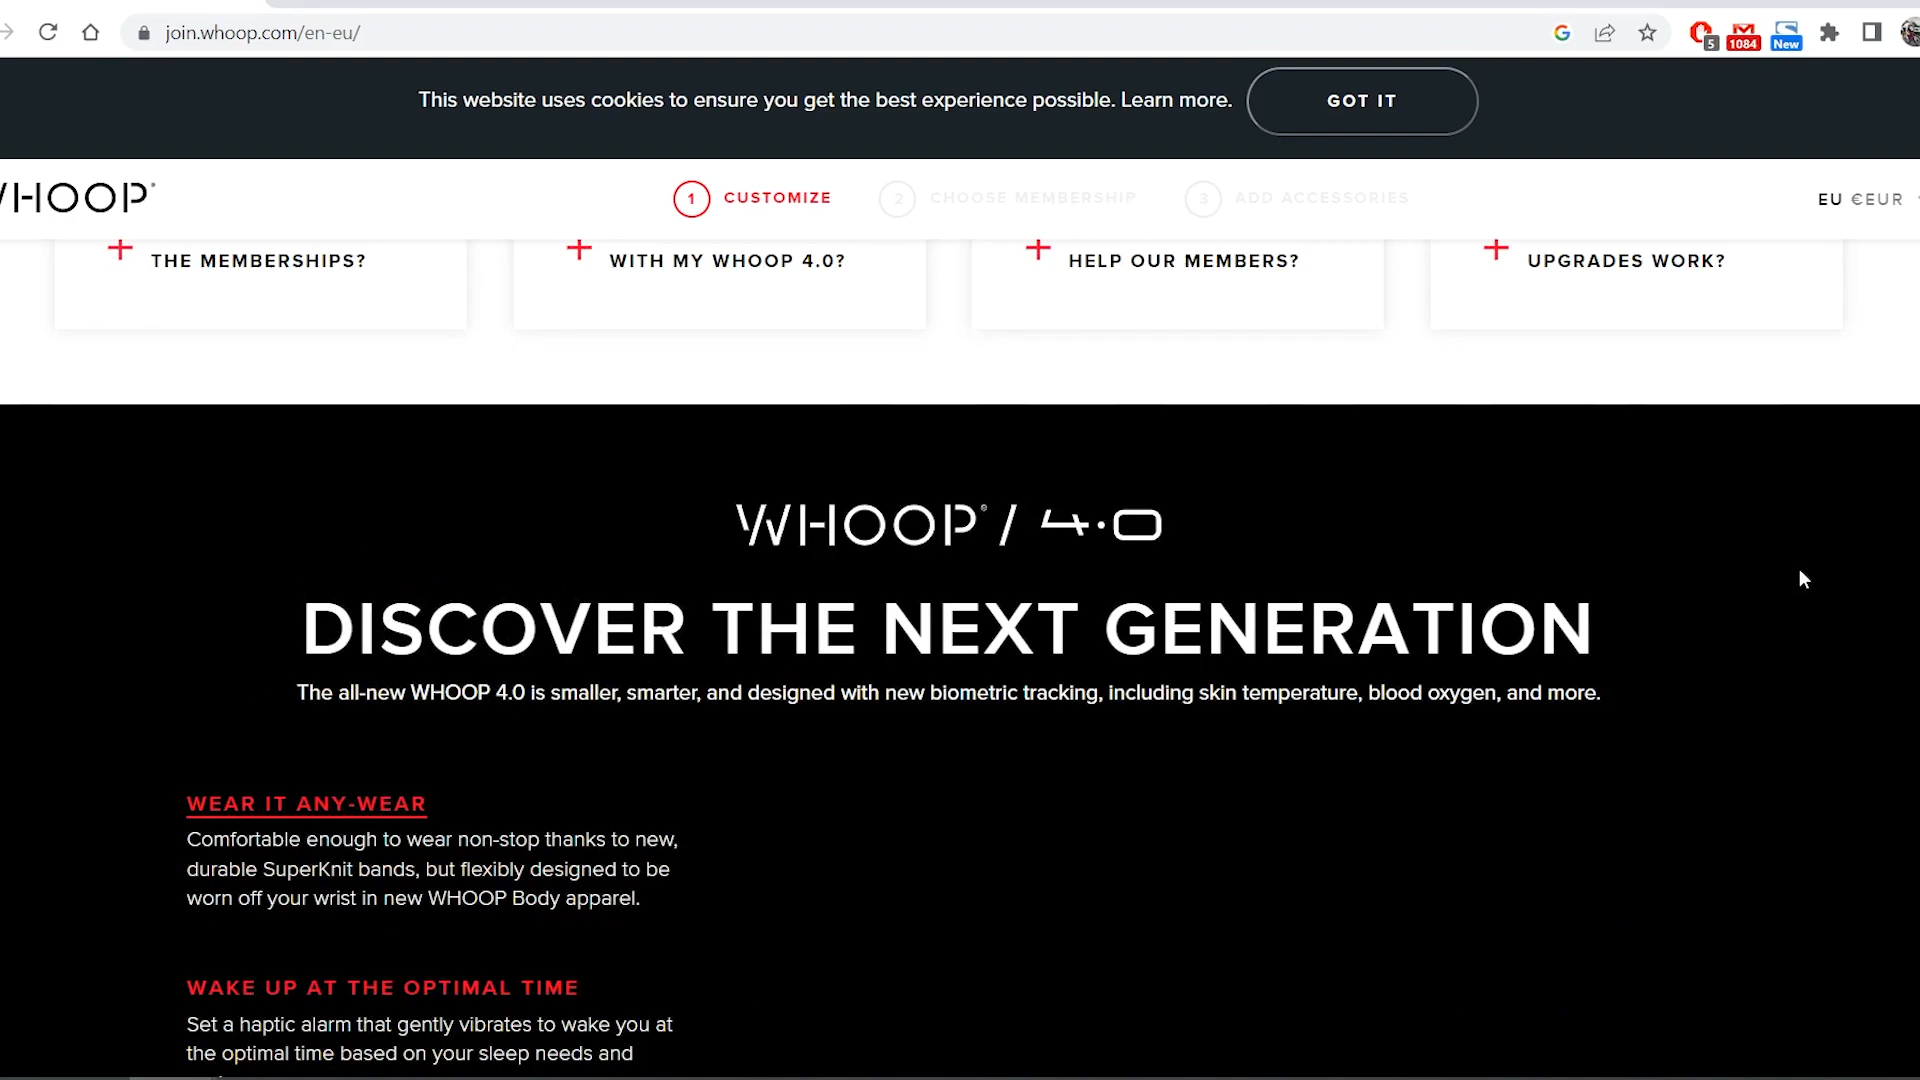 join.whoop.com/en-eu/
5
1084
New
This website uses cookies to ensure you get the best experience possible. Learn more.
GOT IT
WHOOP
1 CUSTOMIZE
2 CHOOSE MEMBERSHIP
3 ADD ACCESSORIES
EU €EUR
+ THE MEMBERSHIPS?
+ WITH MY WHOOP 4.0?
+ HELP OUR MEMBERS?
+ UPGRADES WORK?
WHOOP® / 4.0
DISCOVER THE NEXT GENERATION
The all-new WHOOP 4.0 is smaller, smarter, and designed with new biometric tracking, including skin temperature, blood oxygen, and more.
WEAR IT ANY-WEAR
Comfortable enough to wear non-stop thanks to new,
durable SuperKnit bands, but flexibly designed to be
worn off your wrist in new WHOOP Body apparel.
WAKE UP AT THE OPTIMAL TIME
Set a haptic alarm that gently vibrates to wake you at
the optimal time based on your sleep needs and